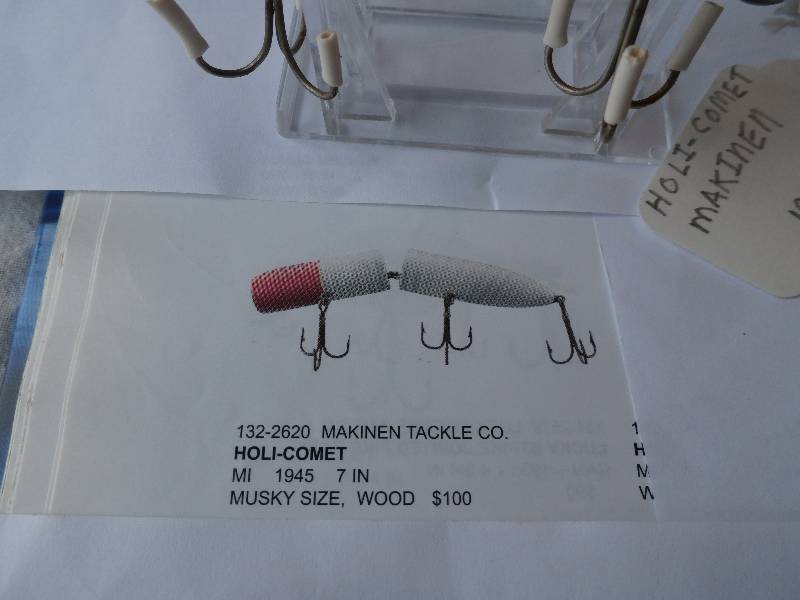 HOLI-COMET
MAKINEN
132-2620 MAKINEN TACKLE CO.
HOLI-COMET
MI 1945 7 IN
MUSKY SIZE, WOOD $100